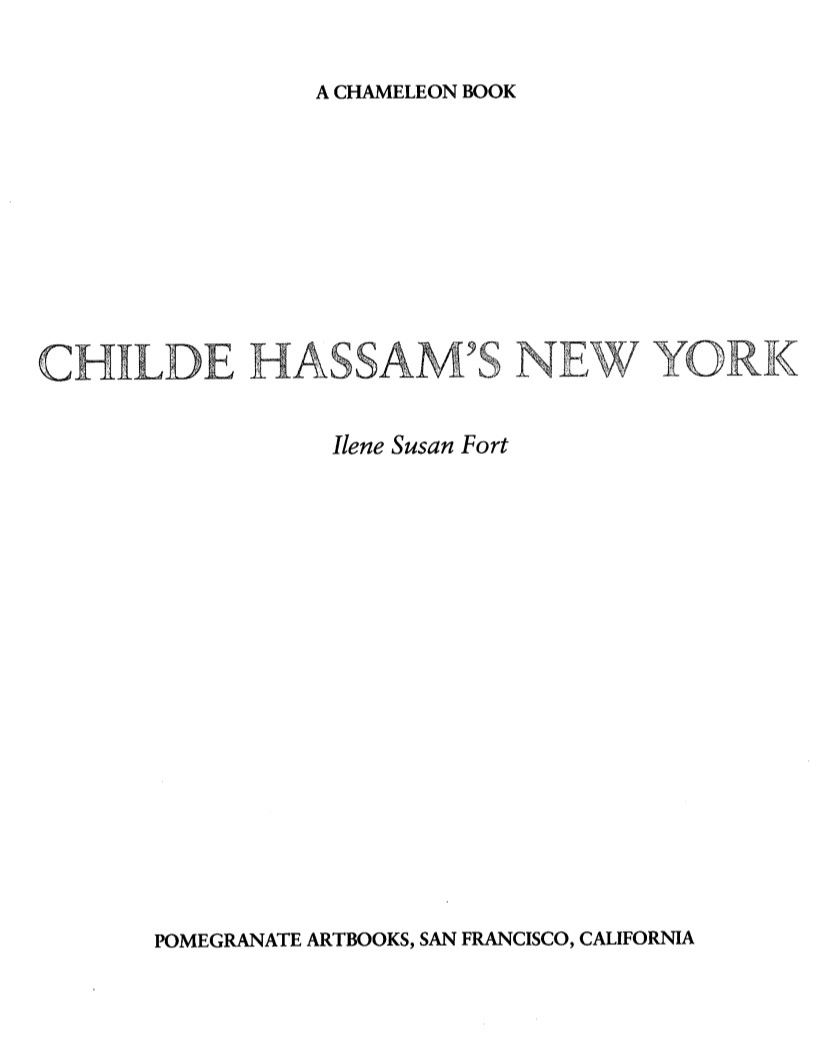 A CHAMELEON BOOK
CHILDE HASSAM'S NEW YORK
Ilene Susan Fort
POMEGRANATE ARTBOOKS, SAN FRANCISCO, CALIFORNIA